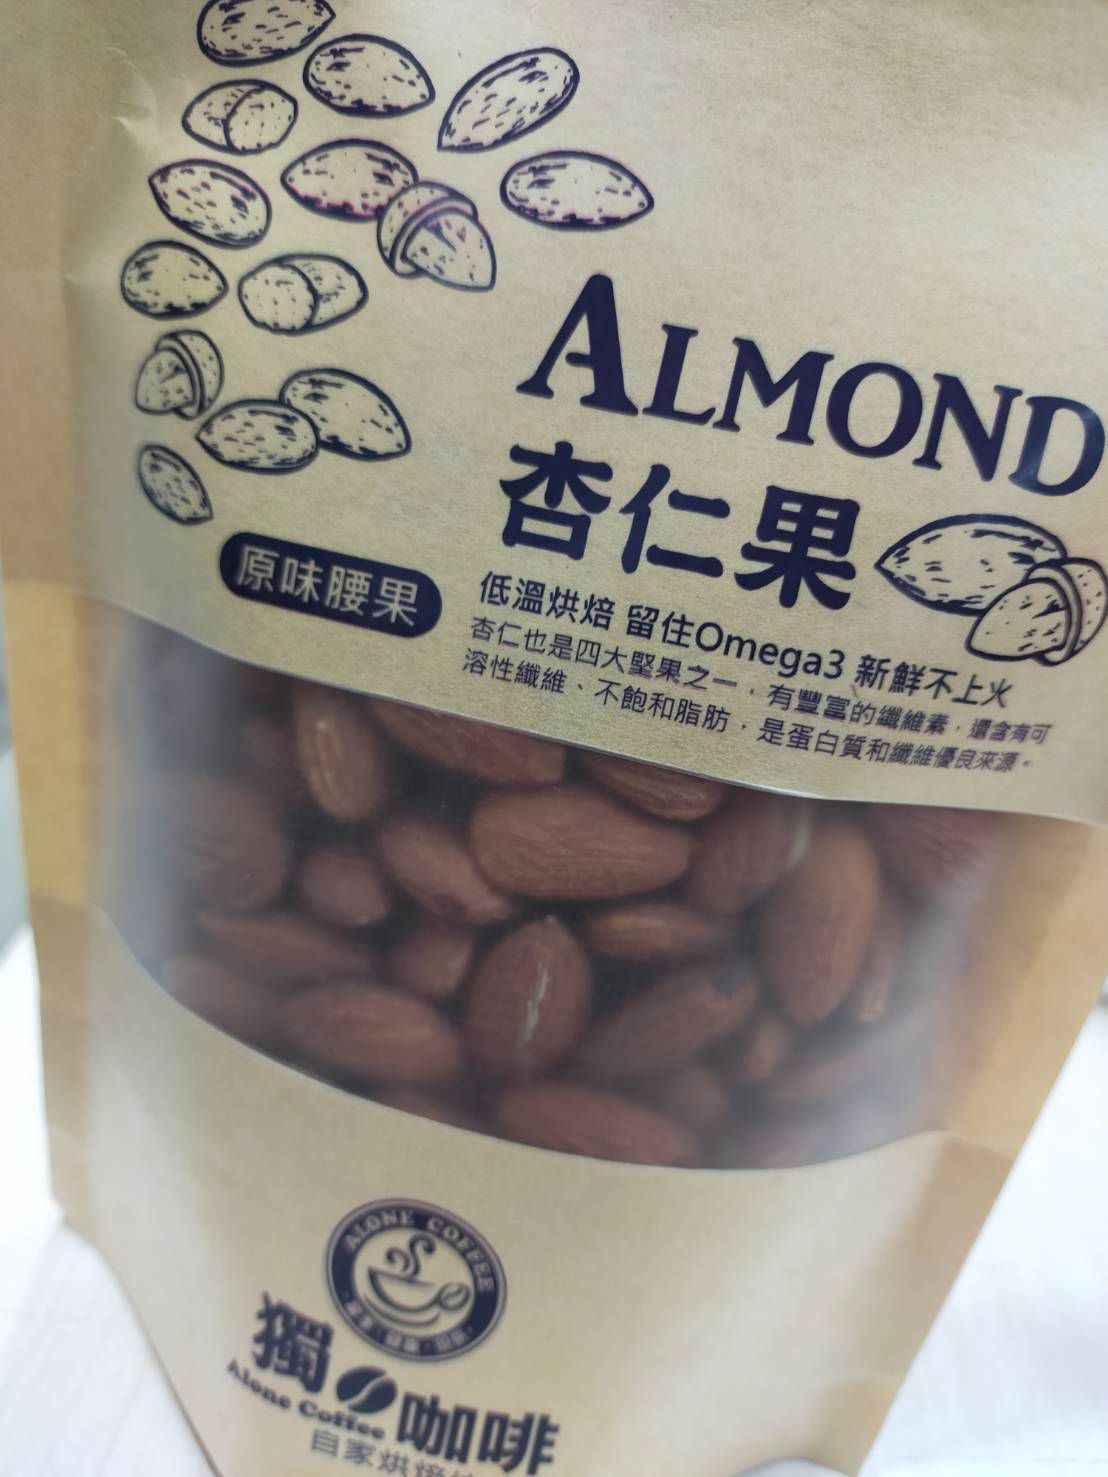 ALMOND
杏仁果
原味腰果
低溫烘焙 留住Omega3 新鮮不上火
杏仁也是四大堅果之一，有豐富的纖維素，還含有可
溶性纖維、不飽和脂肪，是蛋白質和纖維優良來源。
ALONE COFFEE
獨咖啡
Alone Coffee
自家烘焙